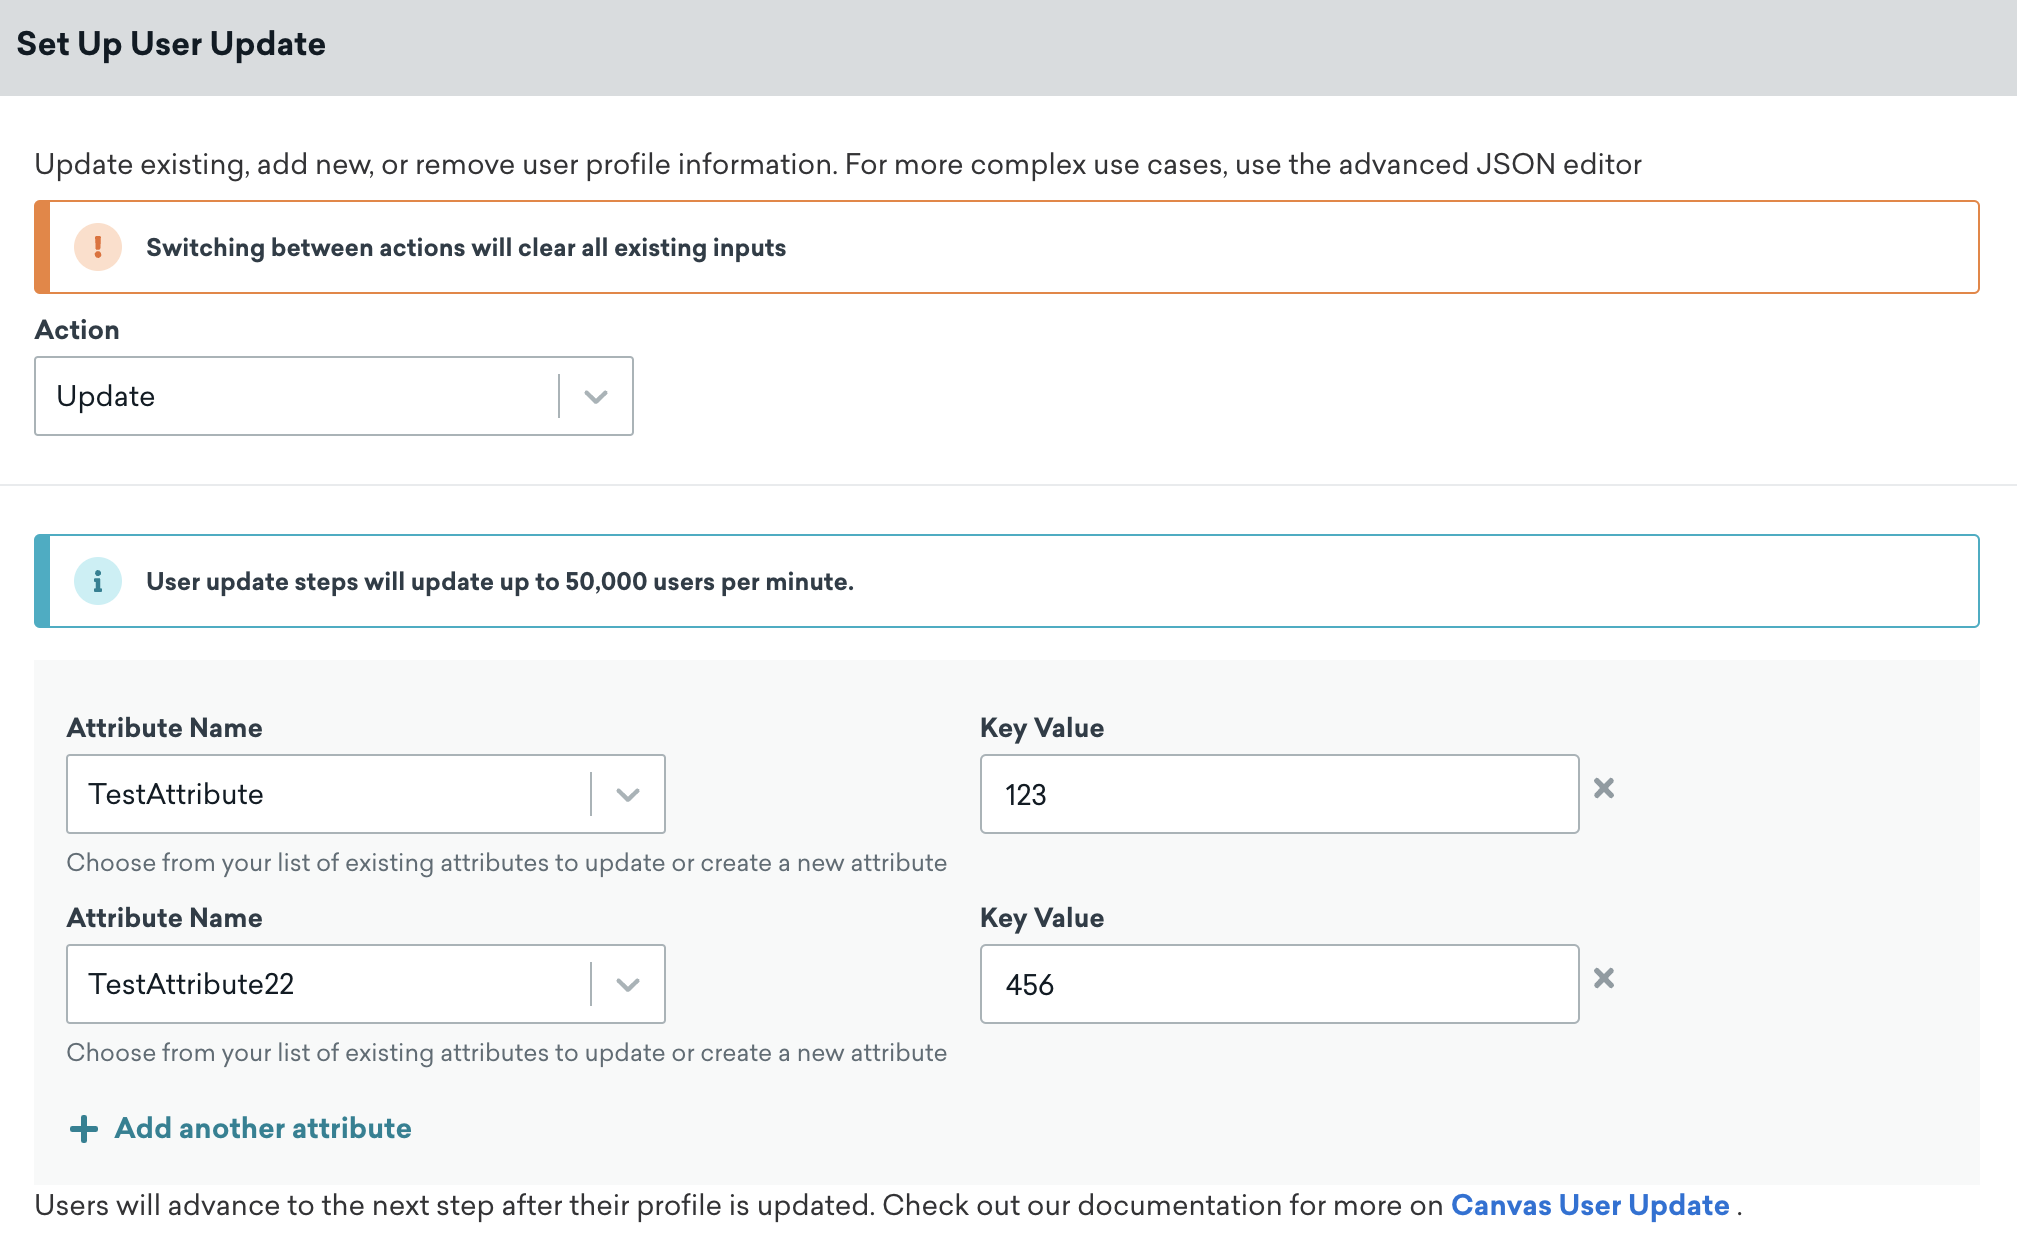 Set Up User Update
Update existing, add new, or remove user profile information. For more complex use cases, use the advanced JSON editor
Switching between actions will clear all existing inputs
Action
Update
User update steps will update up to 50,000 users per minute.
Attribute Name
Key Value
TestAttribute
123
Choose from your list of existing attributes to update or create a new attribute
Attribute Name
Key Value
TestAttribute22
456
Choose from your list of existing attributes to update or create a new attribute
Add another attribute
Users will advance to the next step after their profile is updated. Check out our documentation for more on Canvas User Update .